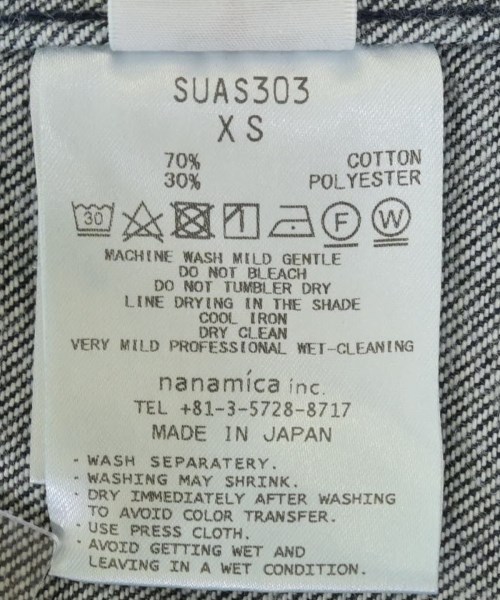 SUAS303
XS
70% COTTON
30% POLYESTER
30 F W
MACHINE WASH MILD GENTLE
DO NOT BLEACH
DO NOT TUMBLER DRY
LINE DRYING IN THE SHADE
COOL IRON
DRY CLEAN
VERY MILD PROFESSIONAL WET-CLEANING
nanamica inc.
TEL +81-3-5728-8717
MADE IN JAPAN
・WASH SEPARATERY.
・WASHING MAY SHRINK.
・DRY IMMEDIATELY AFTER WASHING
TO AVOID COLOR TRANSFER.
・USE PRESS CLOTH.
・AVOID GETTING WET AND
LEAVING IN A WET CONDITION.